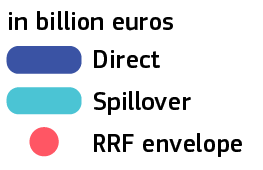 in billion euros
Direct
Spillover
RRF envelope